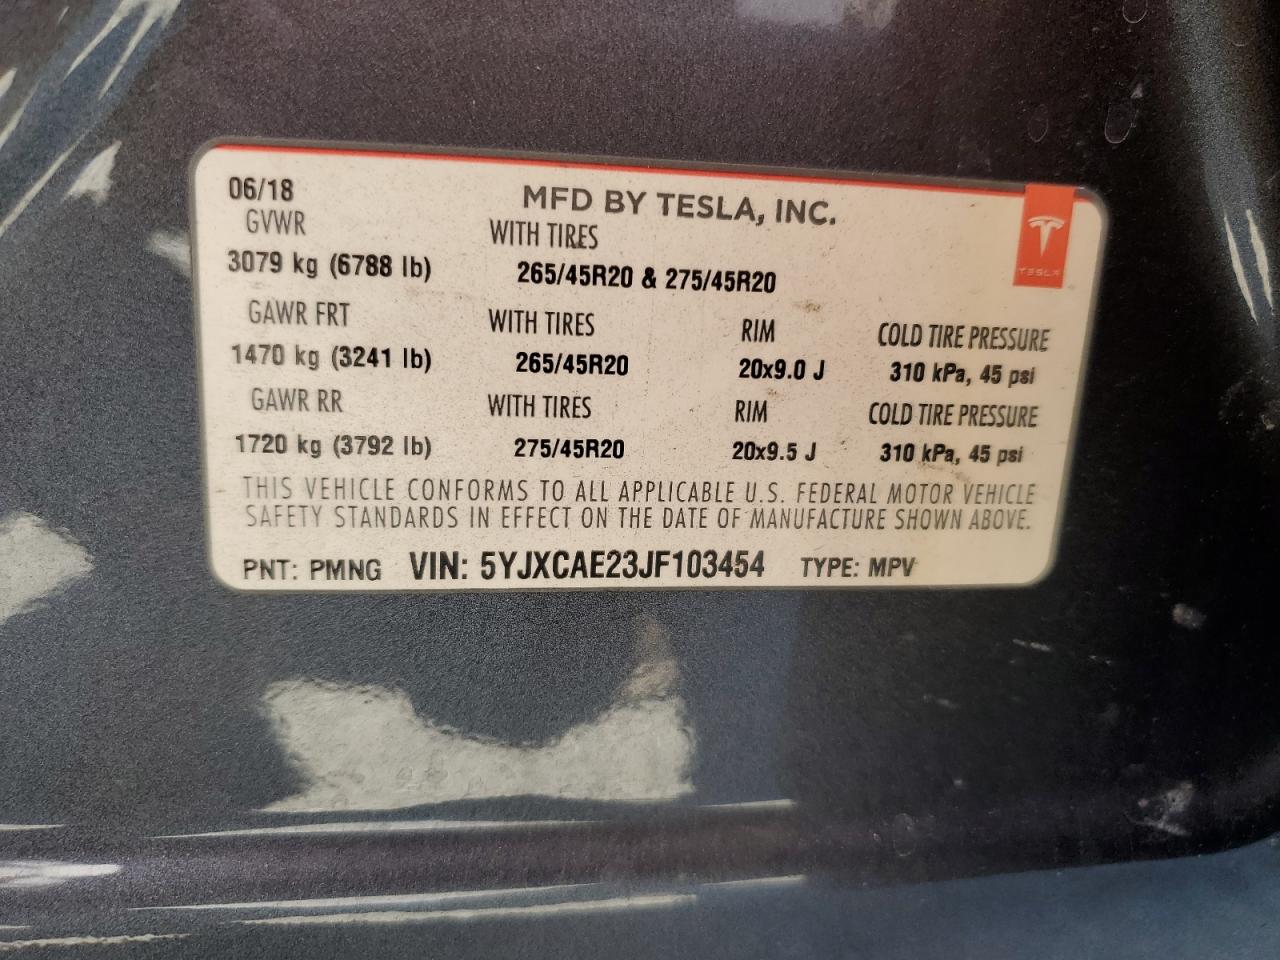 06/18 MFD BY TESLA, INC.
GVWR WITH TIRES
3079 kg (6788 lb) 265/45R20 & 275/45R20
TESLA
GAWR FRT WITH TIRES RIM COLD TIRE PRESSURE
1470 kg (3241 lb) 265/45R20 20x9.0 J 310 kPa, 45 psi
GAWR RR WITH TIRES RIM COLD TIRE PRESSURE
1720 kg (3792 lb) 275/45R20 20x9.5 J 310 kPa, 45 psi
THIS VEHICLE CONFORMS TO ALL APPLICABLE U.S. FEDERAL MOTOR VEHICLE
SAFETY STANDARDS IN EFFECT ON THE DATE OF MANUFACTURE SHOWN ABOVE.
PNT: PMNG VIN: 5YJXCAE23JF103454 TYPE: MPV